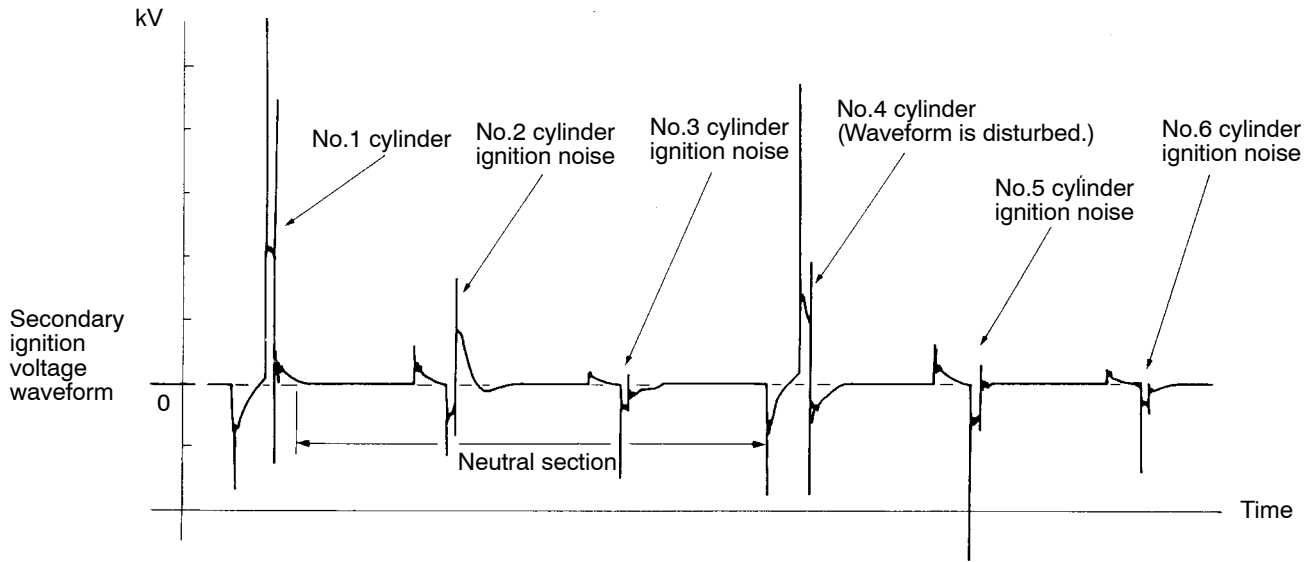 kV
No.1 cylinder
No.2 cylinder
ignition noise
No.3 cylinder
ignition noise
No.4 cylinder
(Waveform is disturbed.)
No.5 cylinder
ignition noise
No.6 cylinder
ignition noise
Secondary
ignition
voltage
waveform
0
Neutral section
Time